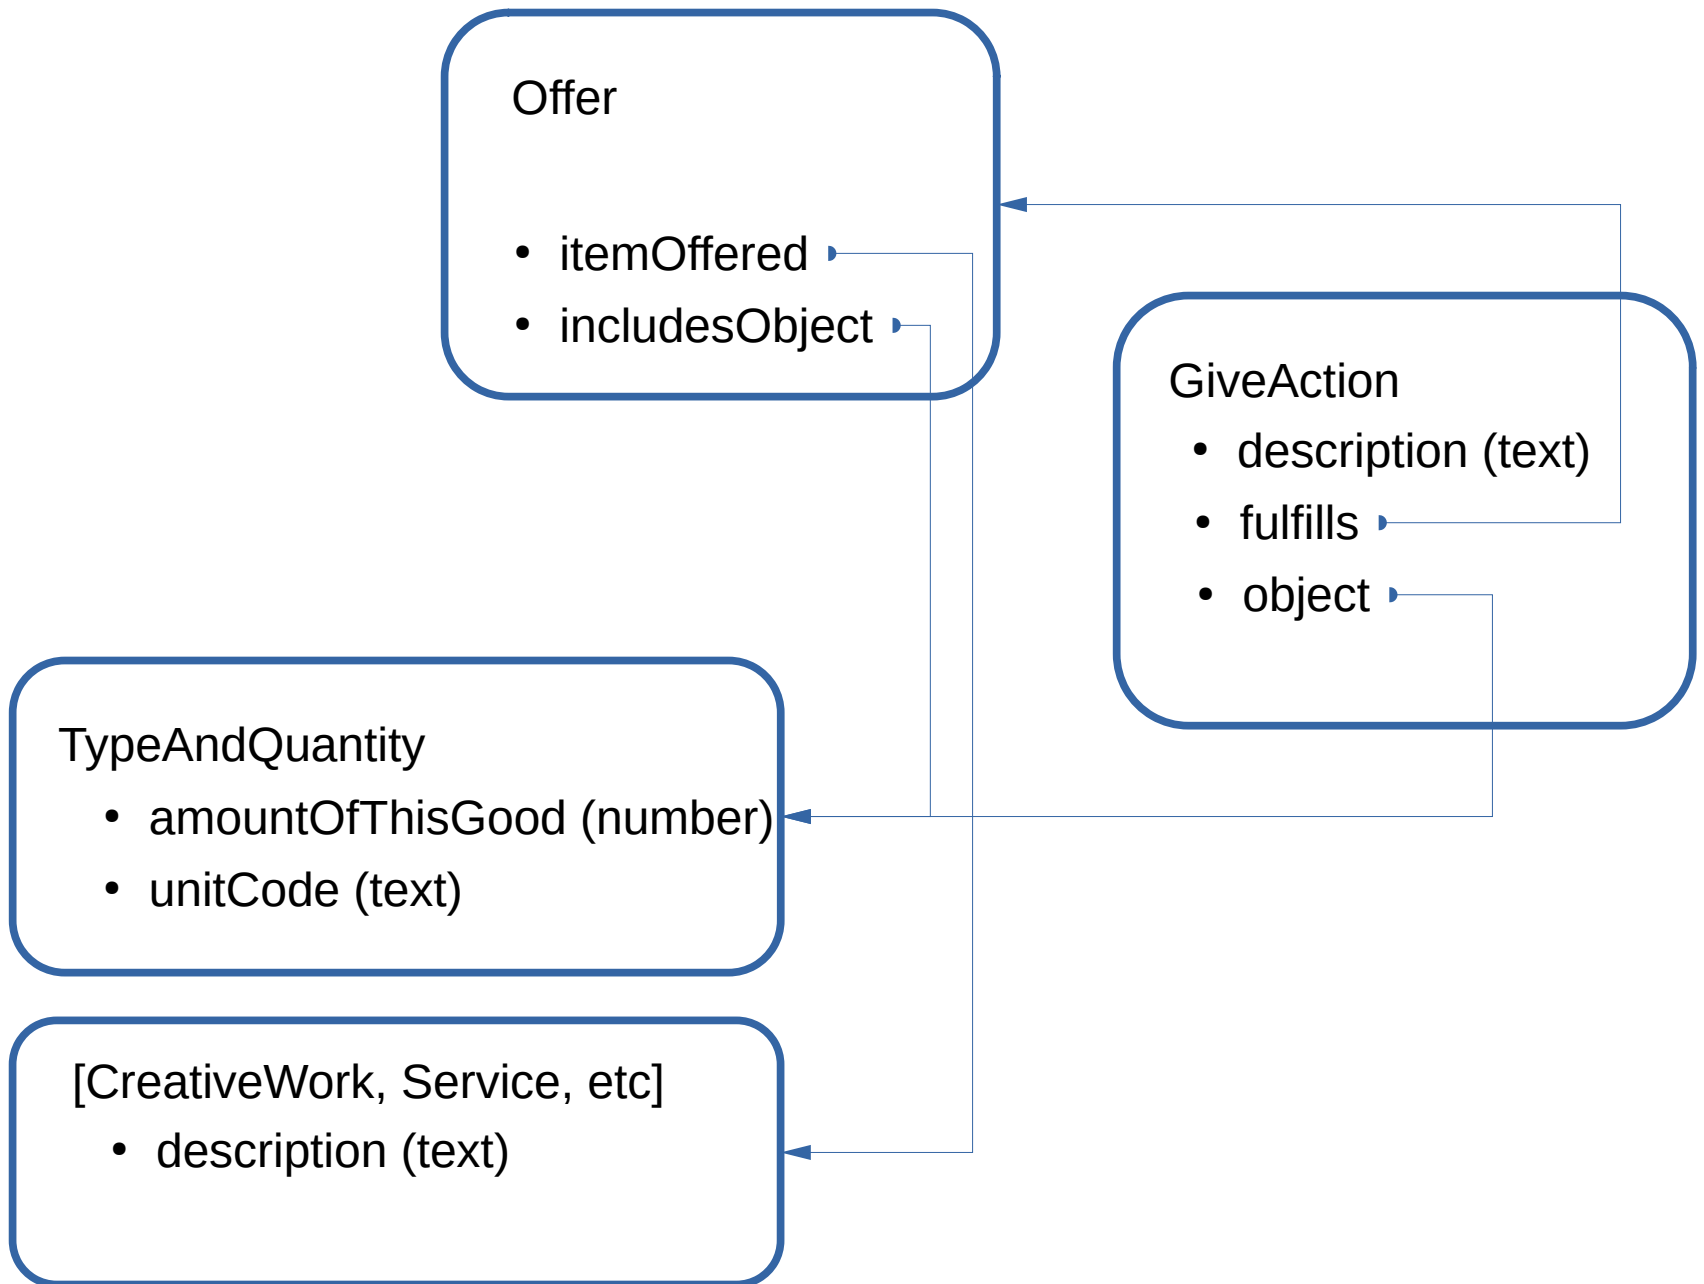 Offer
• itemOffered
• includesObject
GiveAction
• description (text)
• fulfills
• object
TypeAndQuantity
• amountOfThisGood (number)
• unitCode (text)
[CreativeWork, Service, etc]
• description (text)